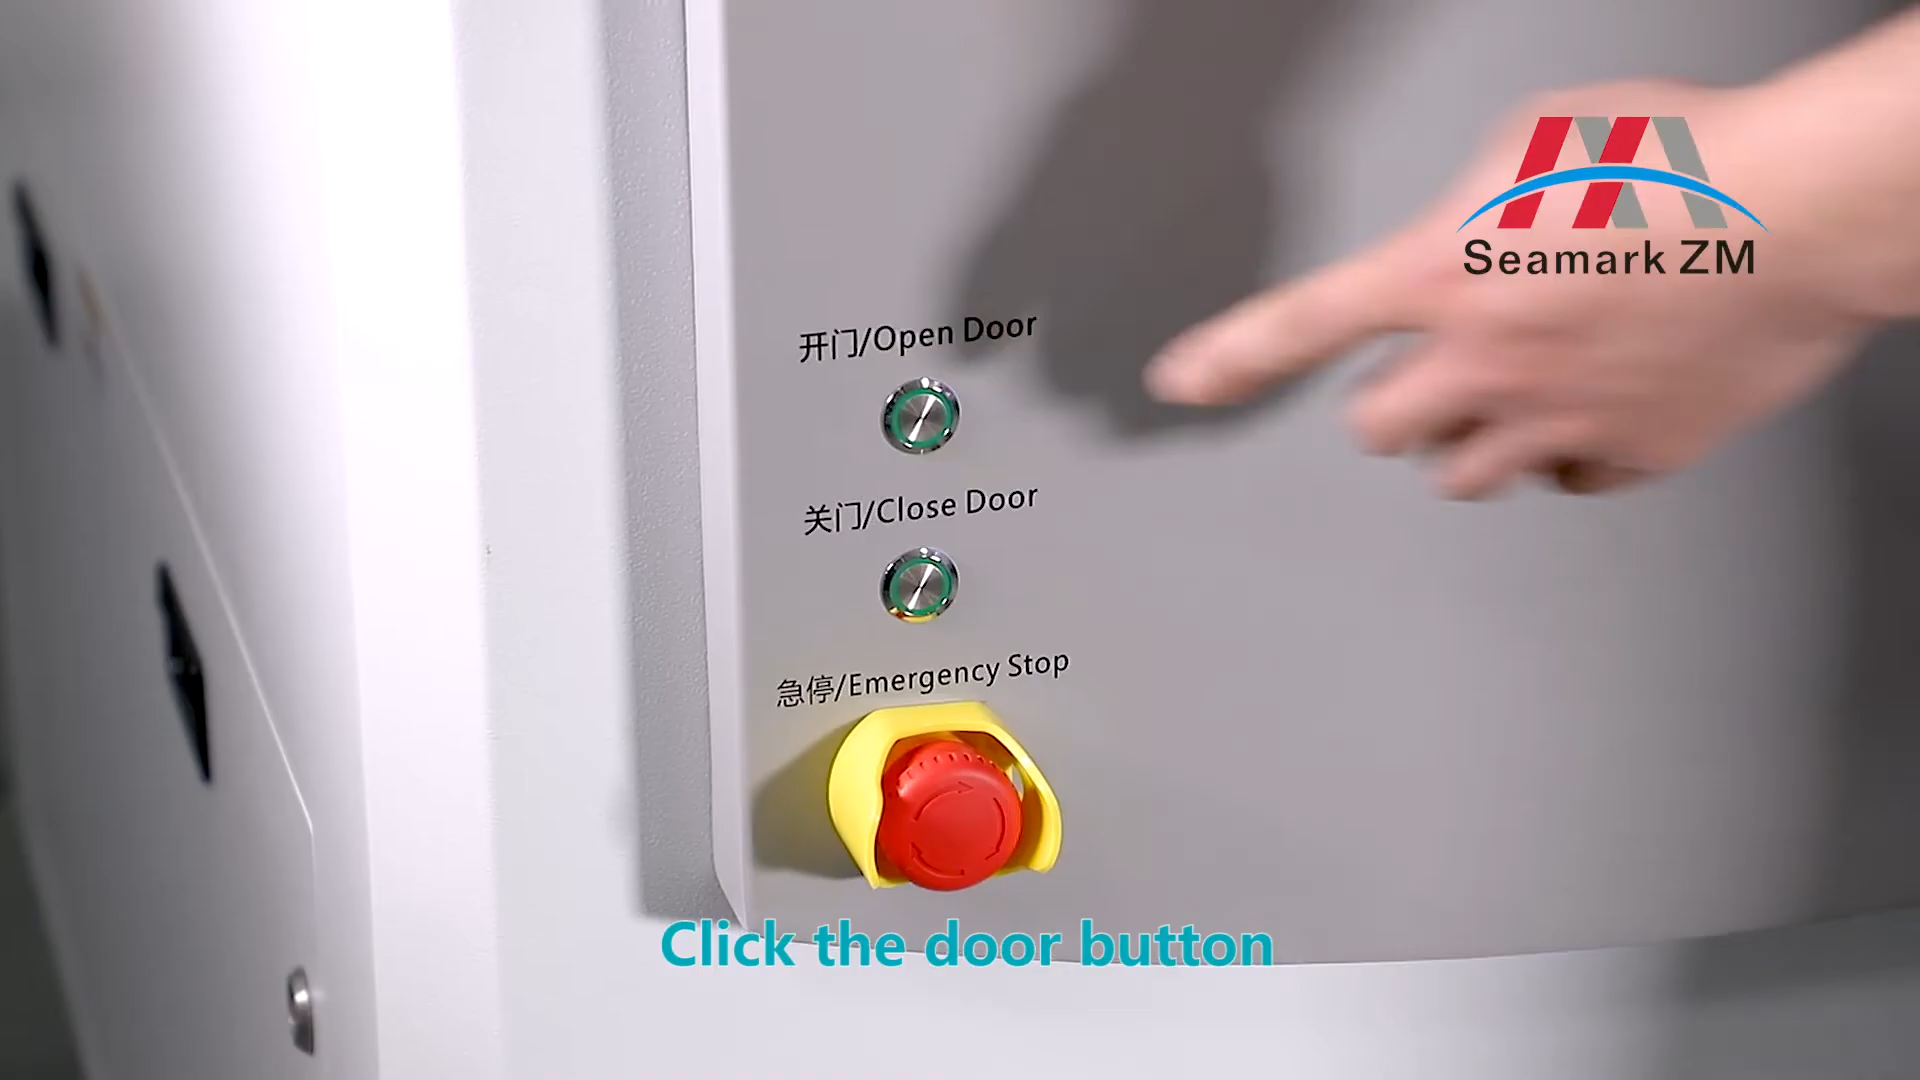 Seamark ZM
开门/Open Door
关门/Close Door
急停/Emergency Stop
Click the door button